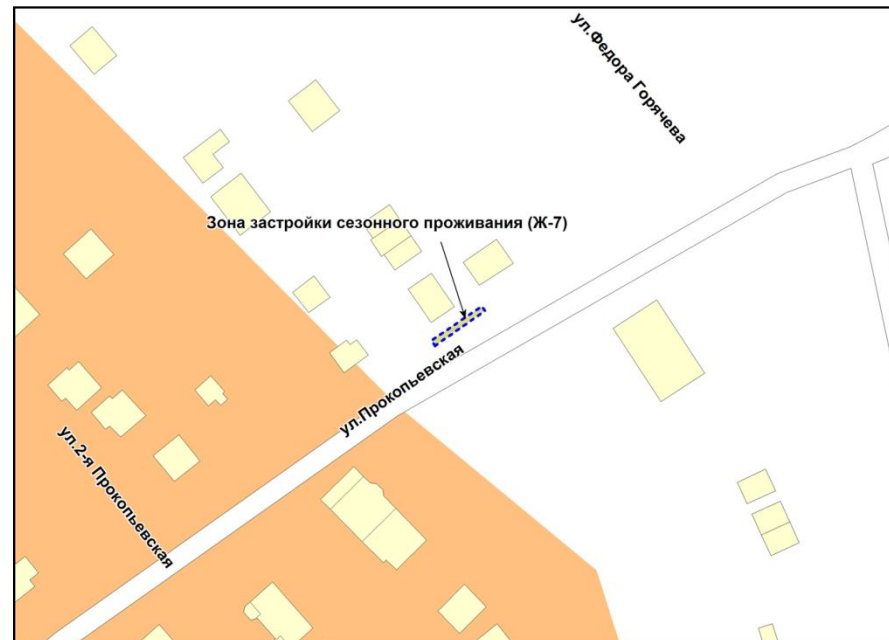 ул.Федора Горячева
Зона застройки сезонного проживания (Ж-7)
ул.Прокопьевская
ул.2-я Прокопьевская